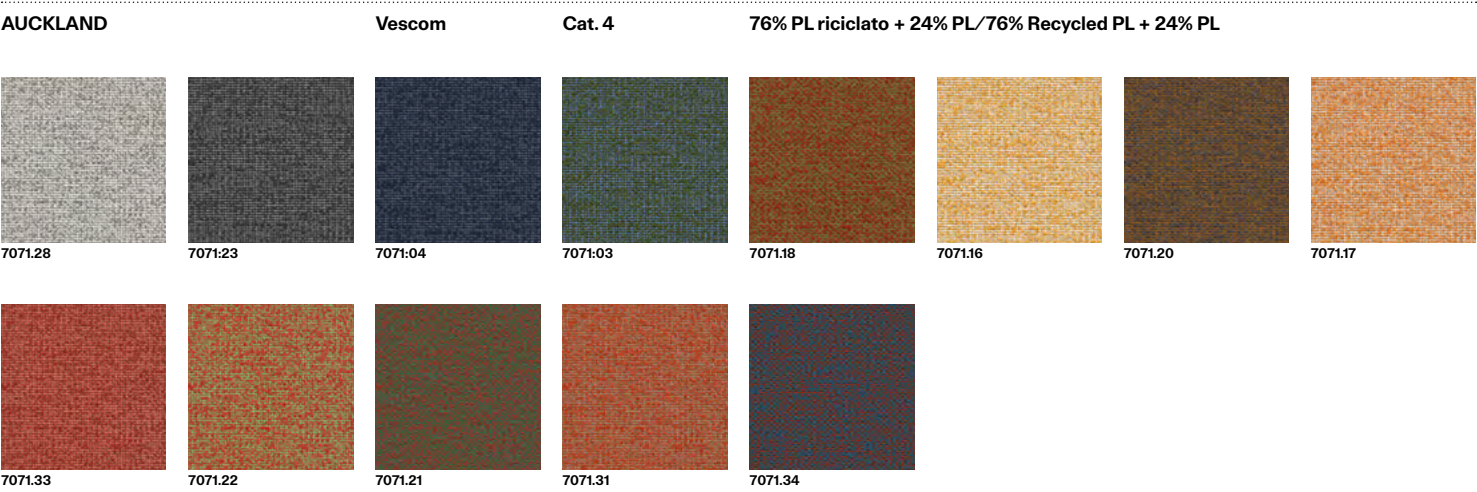 AUCKLAND Vescom Cat. 4 76% PL riciclato + 24% PL/76% Recycled PL + 24% PL
7071.28 7071:23 7071:04 7071:03 7071.18 7071.16 7071.20 7071.17
7071.33 7071.22 7071.21 7071.31 7071.34